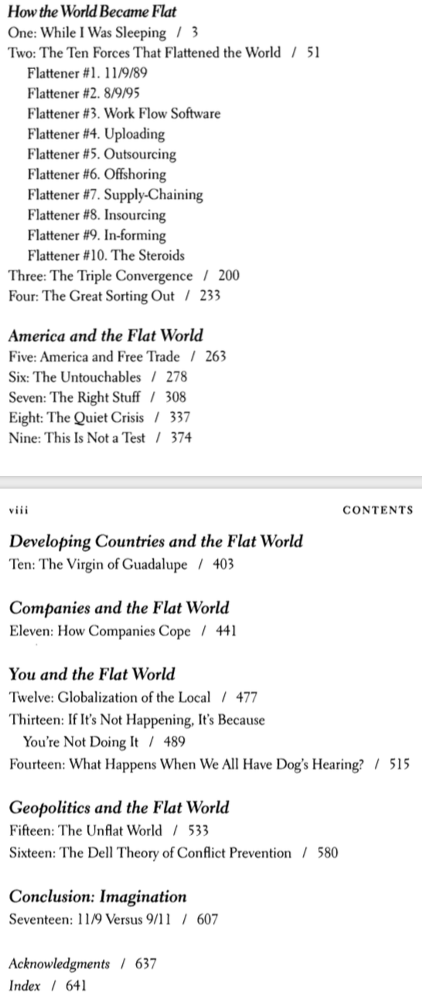 How the World Became Flat
One: While I Was Sleeping / 3
Two: The Ten Forces That Flattened the World / 51
Flattener #1. 11/9/89
Flattener #2. 8/9/95
Flattener #3. Work Flow Software
Flattener #4. Uploading
Flattener #5. Outsourcing
Flattener #6. Offshoring
Flattener #7. Supply-Chaining
Flattener #8. Insourcing
Flattener #9. In-forming
Flattener #10. The Steroids
Three: The Triple Convergence / 200
Four: The Great Sorting Out / 233
America and the Flat World
Five: America and Free Trade / 263
Six: The Untouchables / 278
Seven: The Right Stuff / 308
Eight: The Quiet Crisis / 337
Nine: This Is Not a Test / 374
viii CONTENTS
Developing Countries and the Flat World
Ten: The Virgin of Guadalupe / 403
Companies and the Flat World
Eleven: How Companies Cope / 441
You and the Flat World
Twelve: Globalization of the Local / 477
Thirteen: If It's Not Happening, It's Because
You're Not Doing It / 489
Fourteen: What Happens When We All Have Dog's Hearing? / 515
Geopolitics and the Flat World
Fifteen: The Unflat World / 533
Sixteen: The Dell Theory of Conflict Prevention / 580
Conclusion: Imagination
Seventeen: 11/9 Versus 9/11 / 607
Acknowledgments / 637
Index / 641